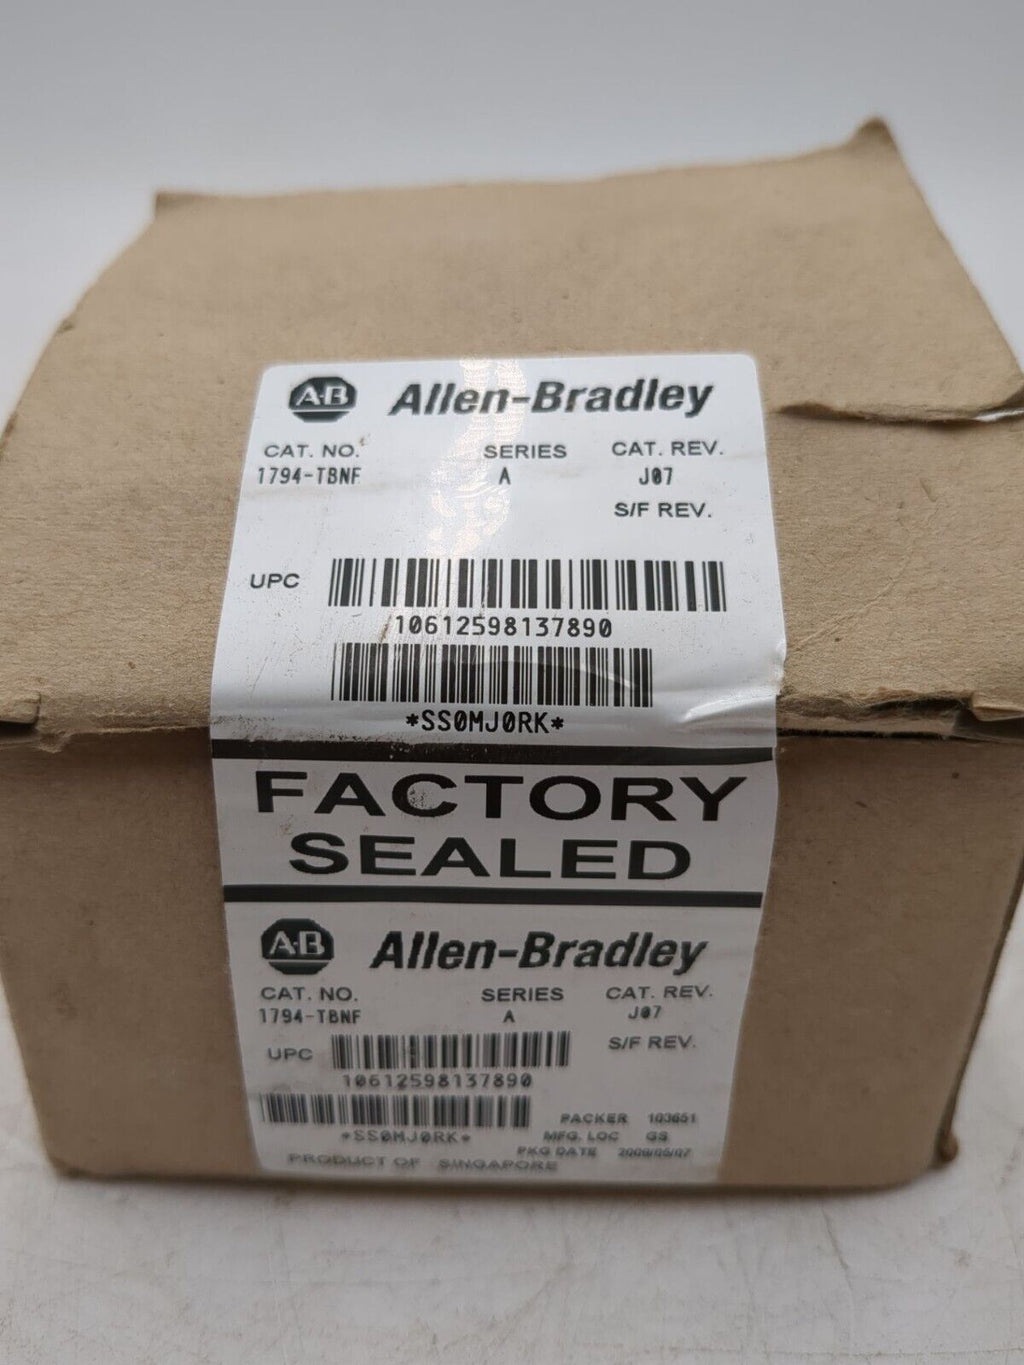 A-B Allen-Bradley
CAT. NO. SERIES CAT. REV.
1794-TBNF A J07
S/F REV.
UPC
10612598137890
*SS0MJ0RK*
FACTORY
SEALED
A-B Allen-Bradley
CAT. NO. SERIES CAT. REV.
1794-TBNF A J07
UPC S/F REV.
10612598137890
PACKER 103651
*SS0MJ0RK* MFG. LOC GS
PKG DATE
PRODUCT OF SINGAPORE